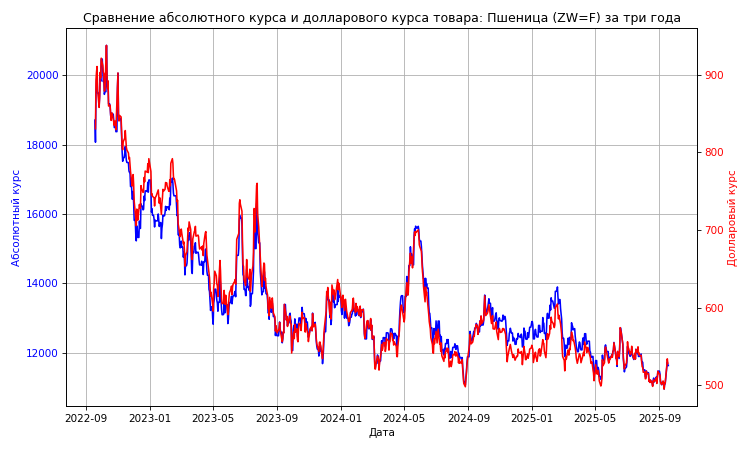 Сравнение абсолютного курса и долларового курса товара: Пшеница (ZW=F) за три года
Абсолютный курс
20000
18000
16000
14000
12000
900
800
700
600
500
Долларовый курс
2022-09 2023-01 2023-05 2023-09 2024-01 2024-05 2024-09 2025-01 2025-05 2025-09
Дата